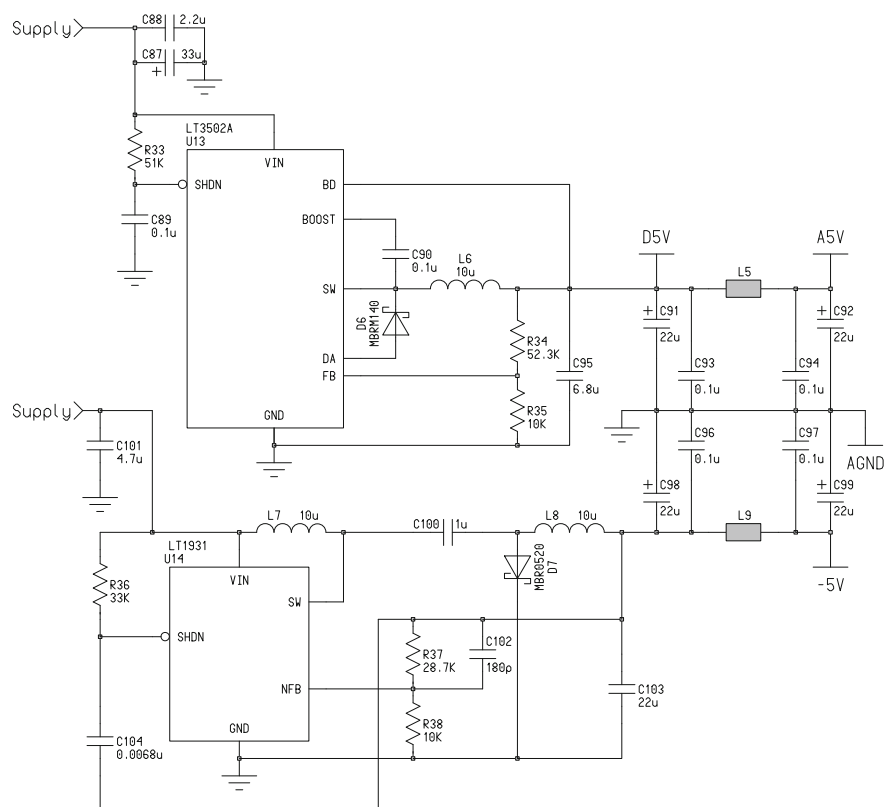 Supply
C88
2.2u
C87
33u
+
LT3502A
U13
R33
51K
VIN
SHDN
BD
C89
0.1u
BOOST
C90
0.1u
L6
10u
SW
D6
MBRM140
DA
FB
GND
R34
52.3K
R35
10K
C95
6.8u
D5V
A5V
L5
+
C91
22u
+
C92
22u
C93
0.1u
C94
0.1u
Supply
C101
4.7u
C96
0.1u
C97
0.1u
AGND
+
C98
22u
+
C99
22u
L7
10u
C100
1u
L8
10u
L9
-5V
LT1931
U14
R36
33K
VIN
SW
SHDN
MBR0520
D7
R37
28.7K
C102
180p
NFB
C103
22u
R38
10K
GND
C104
0.0068u